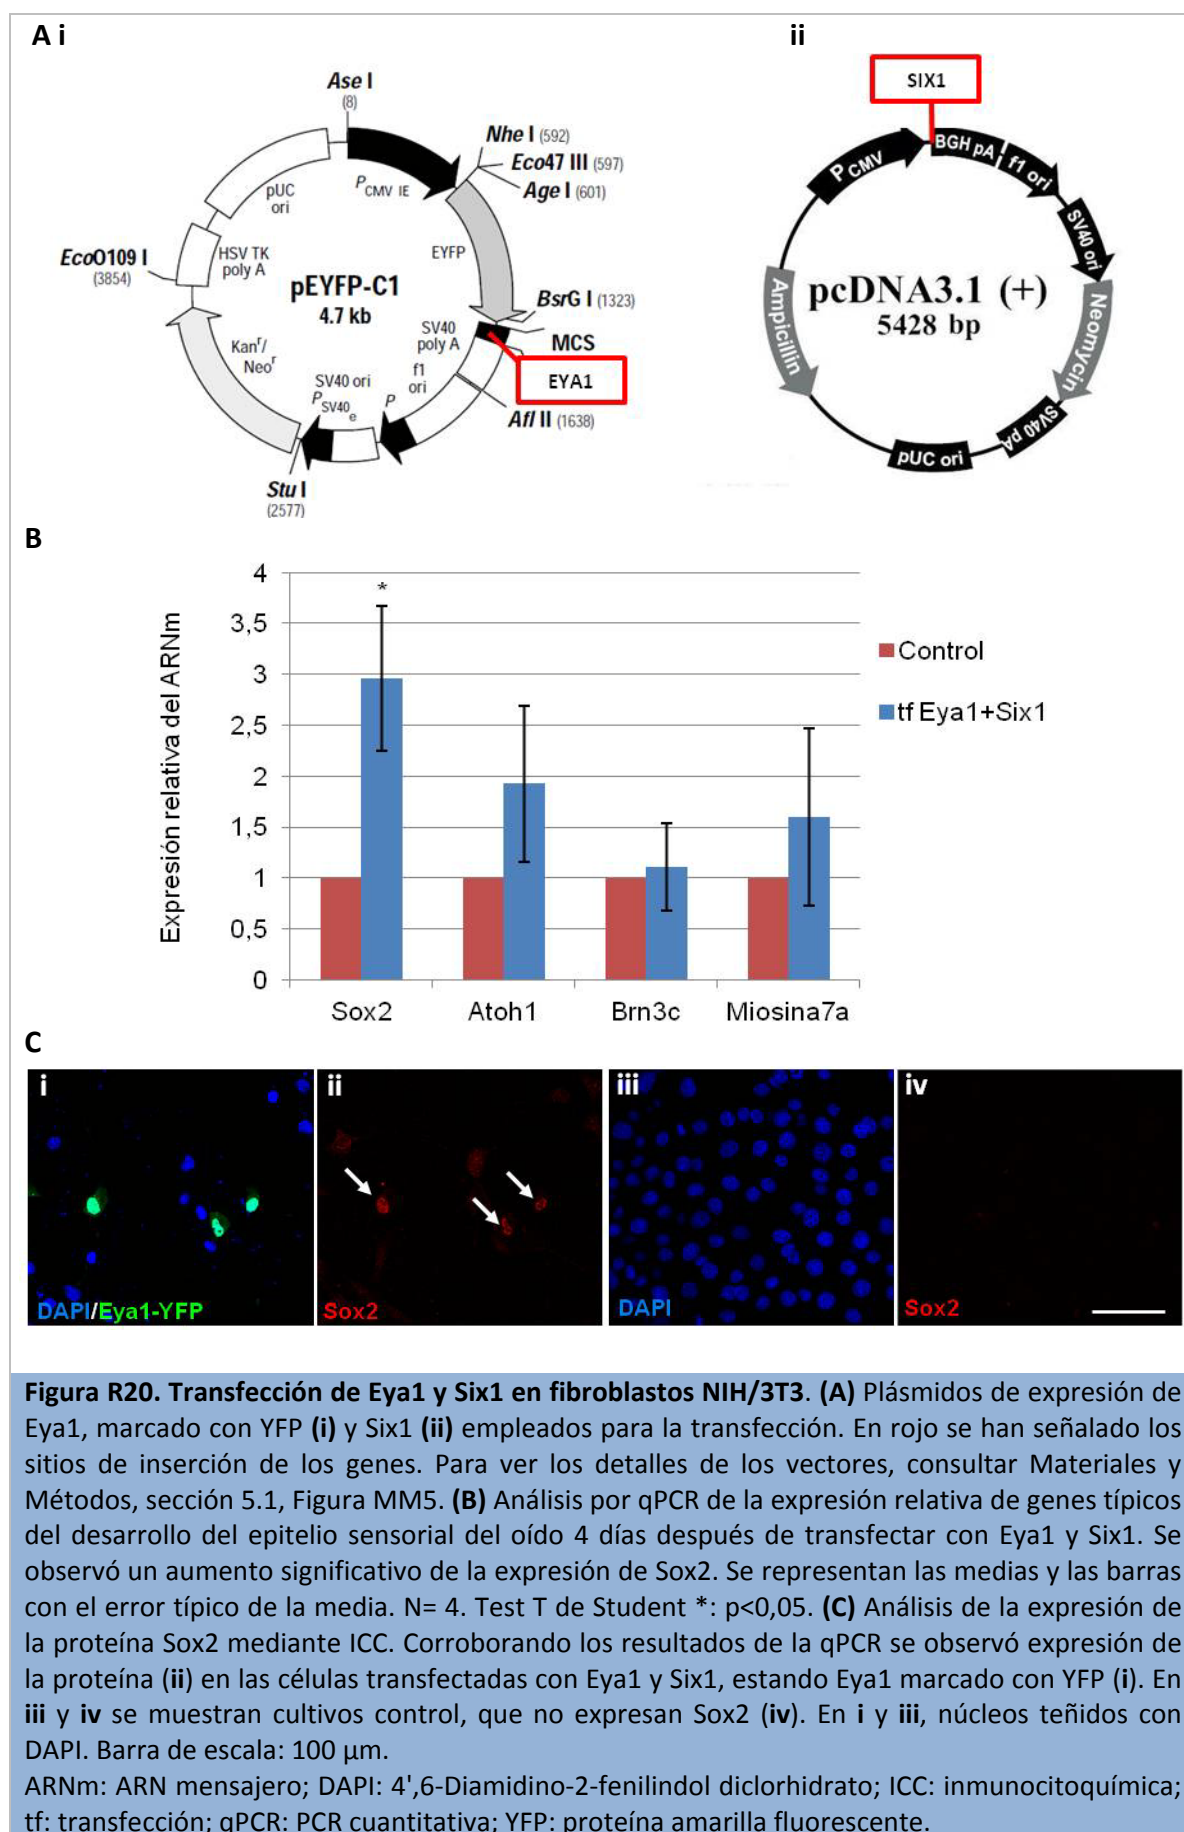 A i
ii
Ase I
(8)
Nhe I (592)
Eco47 III (597)
Age I (601)
PCMV IE
pUC
ori
EcoO109 I
(3854)
HSV TK
poly A
EYFP
pEYFP-C1
4.7 kb
BsrG I (1323)
MCS
SV40
poly A
EYA1
Kanr/
Neor
f1
ori
SV40 ori
PSV40e
P
Afl II (1638)
Stu I
(2577)
SIX1
PCMV
BGH pA
f1 ori
SV40 ori
Neomycin
SV40 pA
pUC ori
Ampicillin
pcDNA3.1 (+)
5428 bp
B
Expresión relativa del ARNm
4
3,5
3
2,5
2
1,5
1
0,5
0
*
Control
tf Eya1+Six1
Sox2
Atoh1
Brn3c
Miosina7a
C
i
ii
iii
iv
DAPI/Eya1-YFP
Sox2
DAPI
Sox2
Figura R20. Transfección de Eya1 y Six1 en fibroblastos NIH/3T3. (A) Plásmidos de expresión de
Eya1, marcado con YFP (i) y Six1 (ii) empleados para la transfección. En rojo se han señalado los
sitios de inserción de los genes. Para ver los detalles de los vectores, consultar Materiales y
Métodos, sección 5.1, Figura MM5. (B) Análisis por qPCR de la expresión relativa de genes típicos
del desarrollo del epitelio sensorial del oído 4 días después de transfectar con Eya1 y Six1. Se
observó un aumento significativo de la expresión de Sox2. Se representan las medias y las barras
con el error típico de la media. N= 4. Test T de Student *: p<0,05. (C) Análisis de la expresión de
la proteína Sox2 mediante ICC. Corroborando los resultados de la qPCR se observó expresión de
la proteína (ii) en las células transfectadas con Eya1 y Six1, estando Eya1 marcado con YFP (i). En
iii y iv se muestran cultivos control, que no expresan Sox2 (iv). En i y iii, núcleos teñidos con
DAPI. Barra de escala: 100 µm.
ARNm: ARN mensajero; DAPI: 4',6-Diamidino-2-fenilindol diclorhidrato; ICC: inmunocitoquímica;
tf: transfección; qPCR: PCR cuantitativa; YFP: proteína amarilla fluorescente.